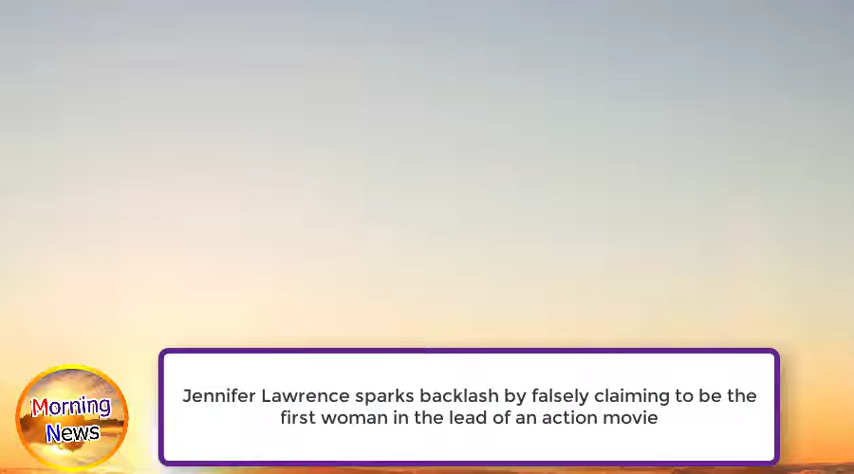 Jennifer Lawrence sparks backlash by falsely claiming to be the
first woman in the lead of an action movie
Morning
News